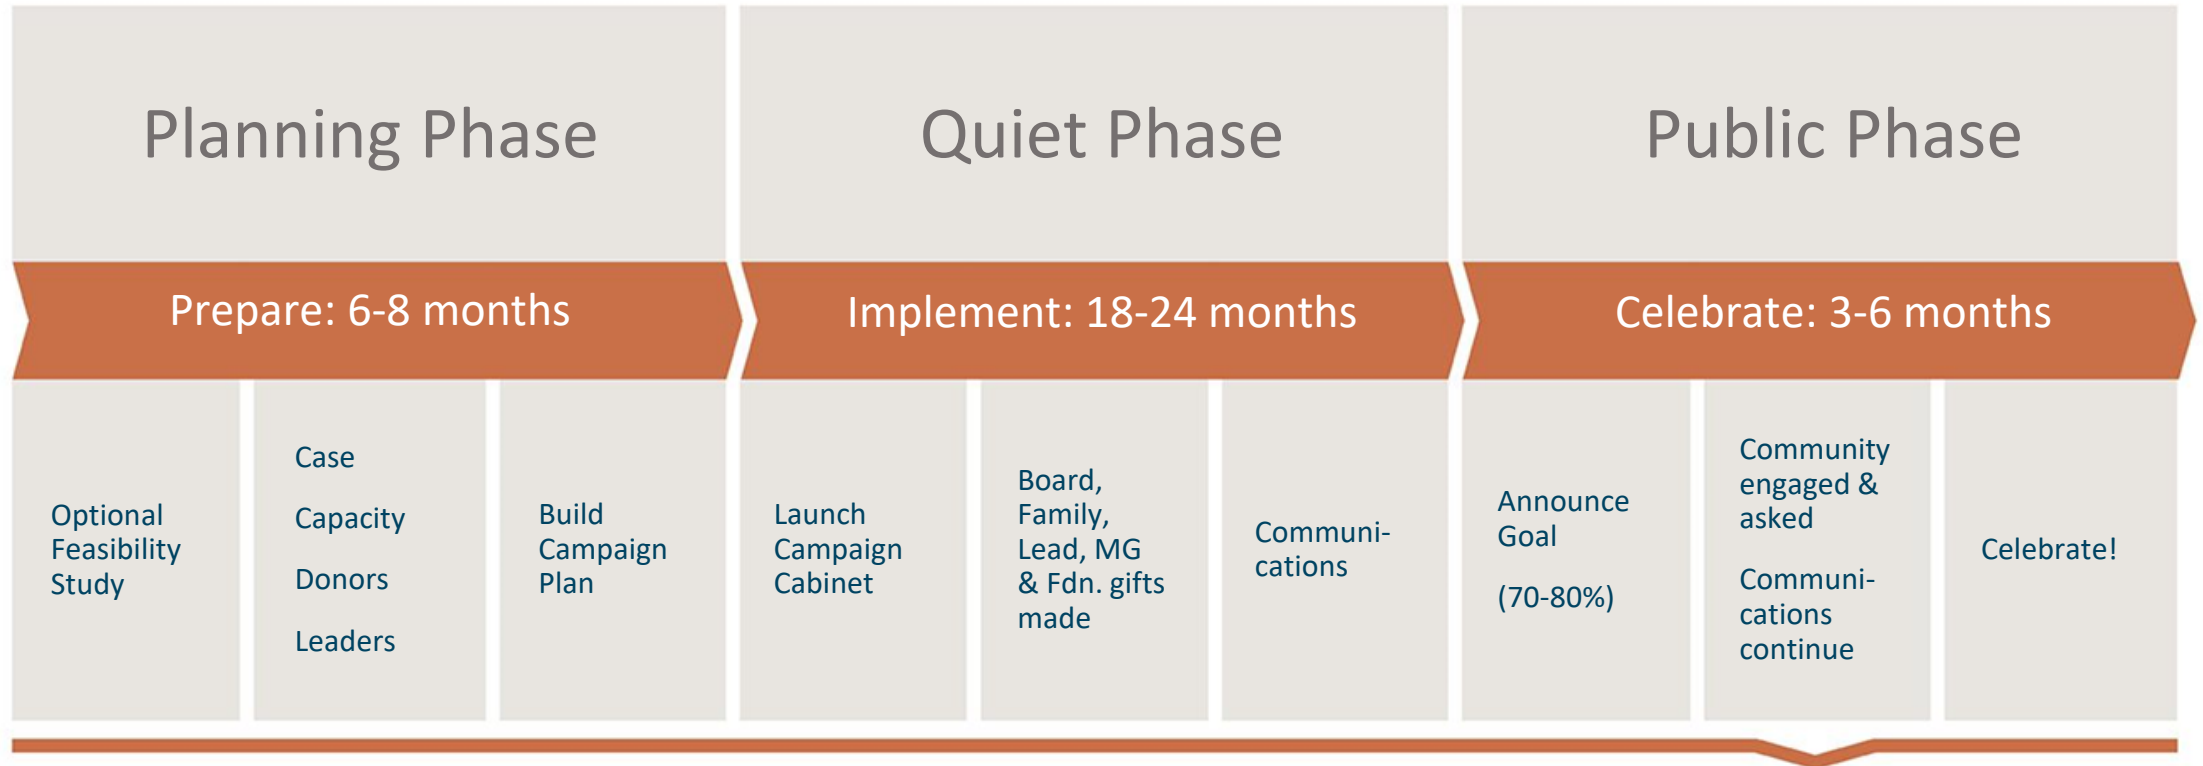 Planning Phase
Quiet Phase
Public Phase
Prepare: 6-8 months
Implement: 18-24 months
Celebrate: 3-6 months
Optional
Feasibility
Study
Case
Capacity
Donors
Leaders
Build
Campaign
Plan
Launch
Campaign
Cabinet
Board,
Family,
Lead, MG
& Fdn. gifts
made
Communi-
cations
Announce
Goal
(70-80%)
Community
engaged &
asked
Communi-
cations
continue
Celebrate!